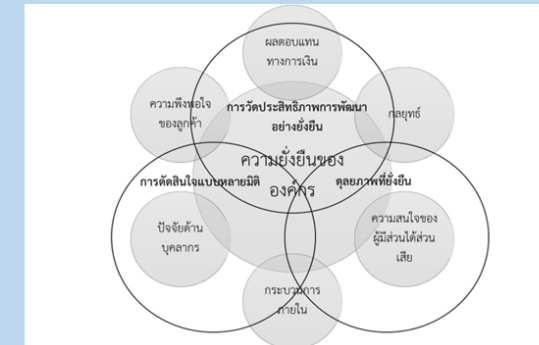 ผลตอบแทน
ทางการเงิน
ความพึงพอใจ
ของลูกค้า
การวัดประสิทธิภาพการพัฒนา
อย่างยั่งยืน
กลยุทธ์
ความยั่งยืนของ
องค์กร
การตัดสินใจแบบหลายมิติ
ดุลยภาพที่ยั่งยืน
ปัจจัยด้าน
บุคลากร
ความสนใจของ
ผู้มีส่วนได้ส่วน
เสีย
กระบวนการ
ภายใน